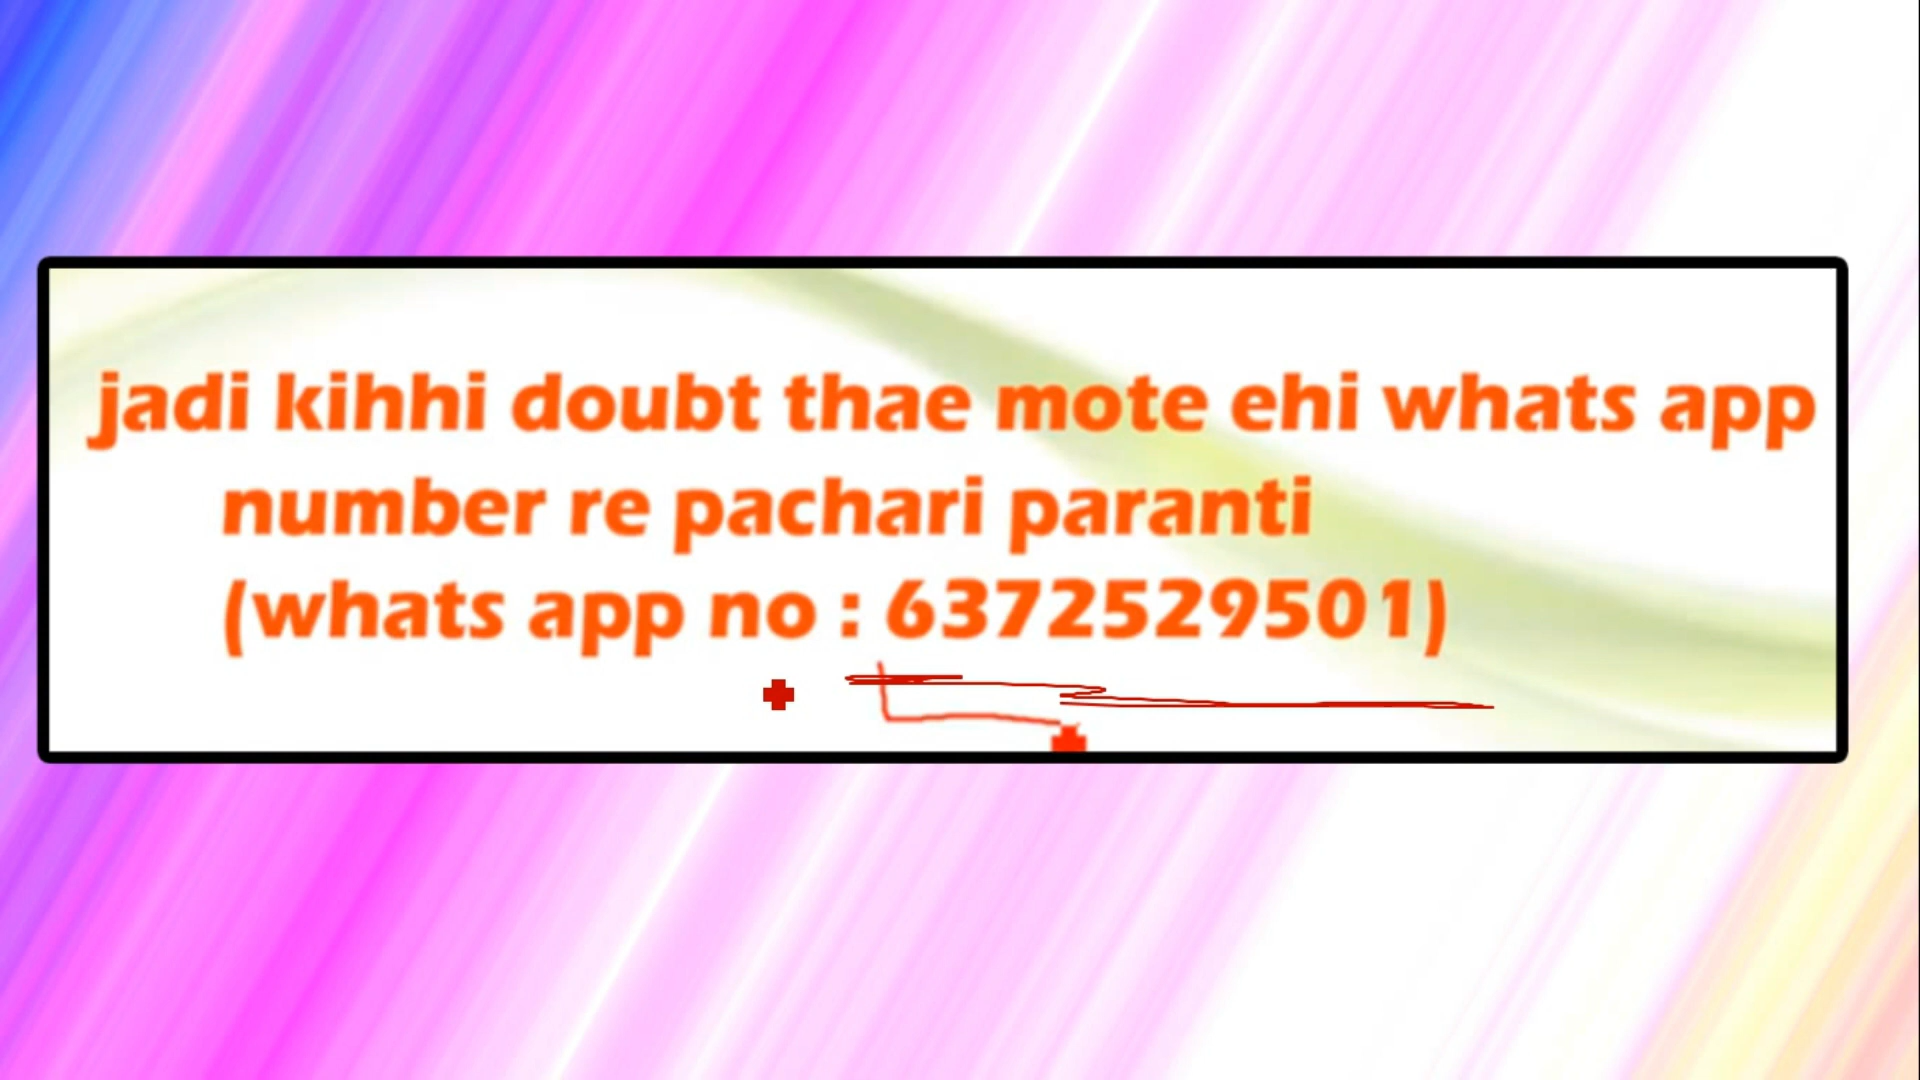 jadi kihhi doubt thae mote ehi whats app
number re pachari paranti
(whats app no : 6372529501)